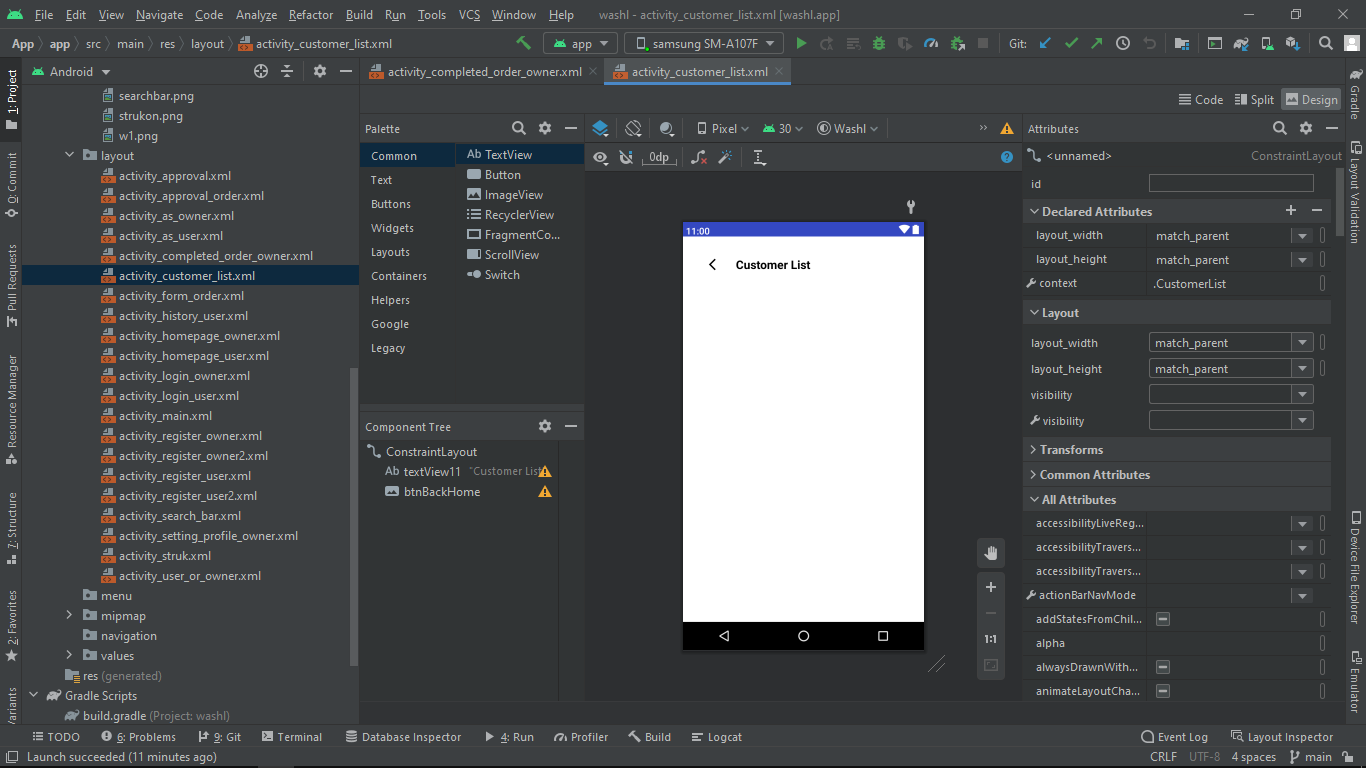 File Edit View Navigate Code Analyze Refactor Build Run Tools VCS Window Help washl - activity_customer_list.xml [washl.app]
App app src main res layout activity_customer_list.xml app samsung SM-A107F Git:
Android activity_completed_order_owner.xml activity_customer_list.xml
1: Project
0: Commit
Pull Requests
Resource Manager
7: Structure
2: Favorites
searchbar.png
strukon.png
w1.png
layout
activity_approval.xml
activity_approval_order.xml
activity_as_owner.xml
activity_as_user.xml
activity_completed_order_owner.xml
activity_customer_list.xml
activity_form_order.xml
activity_history_user.xml
activity_homepage_owner.xml
activity_homepage_user.xml
activity_login_owner.xml
activity_login_user.xml
activity_main.xml
activity_register_owner.xml
activity_register_owner2.xml
activity_register_user.xml
activity_register_user2.xml
activity_search_bar.xml
activity_setting_profile_owner.xml
activity_struk.xml
activity_user_or_owner.xml
menu
mipmap
navigation
values
res (generated)
Gradle Scripts
build.gradle (Project: washl)
Code Split Design
Palette
Common
Text
Buttons
Widgets
Layouts
Containers
Helpers
Google
Legacy
Ab TextView
Button
ImageView
RecyclerView
FragmentCo...
ScrollView
Switch
Component Tree
ConstraintLayout
Ab textView11 "Customer List
btnBackHome
Pixel 30 Washl
0dp
11:00
Customer List
1:1
Attributes
<unnamed> ConstraintLayout
id
Declared Attributes
layout_width match_parent
layout_height match_parent
context .CustomerList
Layout
layout_width match_parent
layout_height match_parent
visibility
visibility
Transforms
Common Attributes
All Attributes
accessibilityLiveReg...
accessibilityTravers...
accessibilityTravers...
actionBarNavMode
addStatesFromChil...
alpha
alwaysDrawnWith...
animateLayoutCha...
Gradle
Layout Validation
Device File Explorer
Emulator
TODO 6: Problems 9: Git Terminal Database Inspector 4: Run Profiler Build Logcat Event Log Layout Inspector
Launch succeeded (11 minutes ago) CRLF UTF-8 4 spaces main